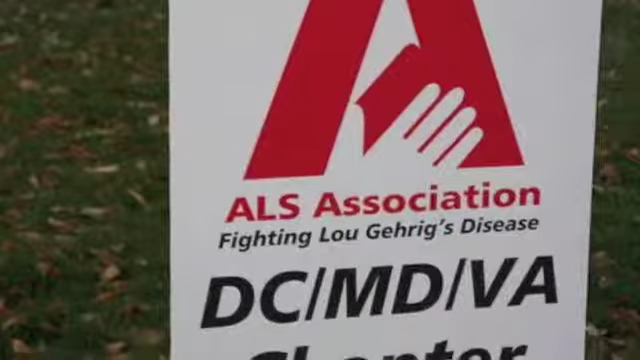 ALS Association
Fighting Lou Gehrig's Disease
DC/MD/VA
Chapter